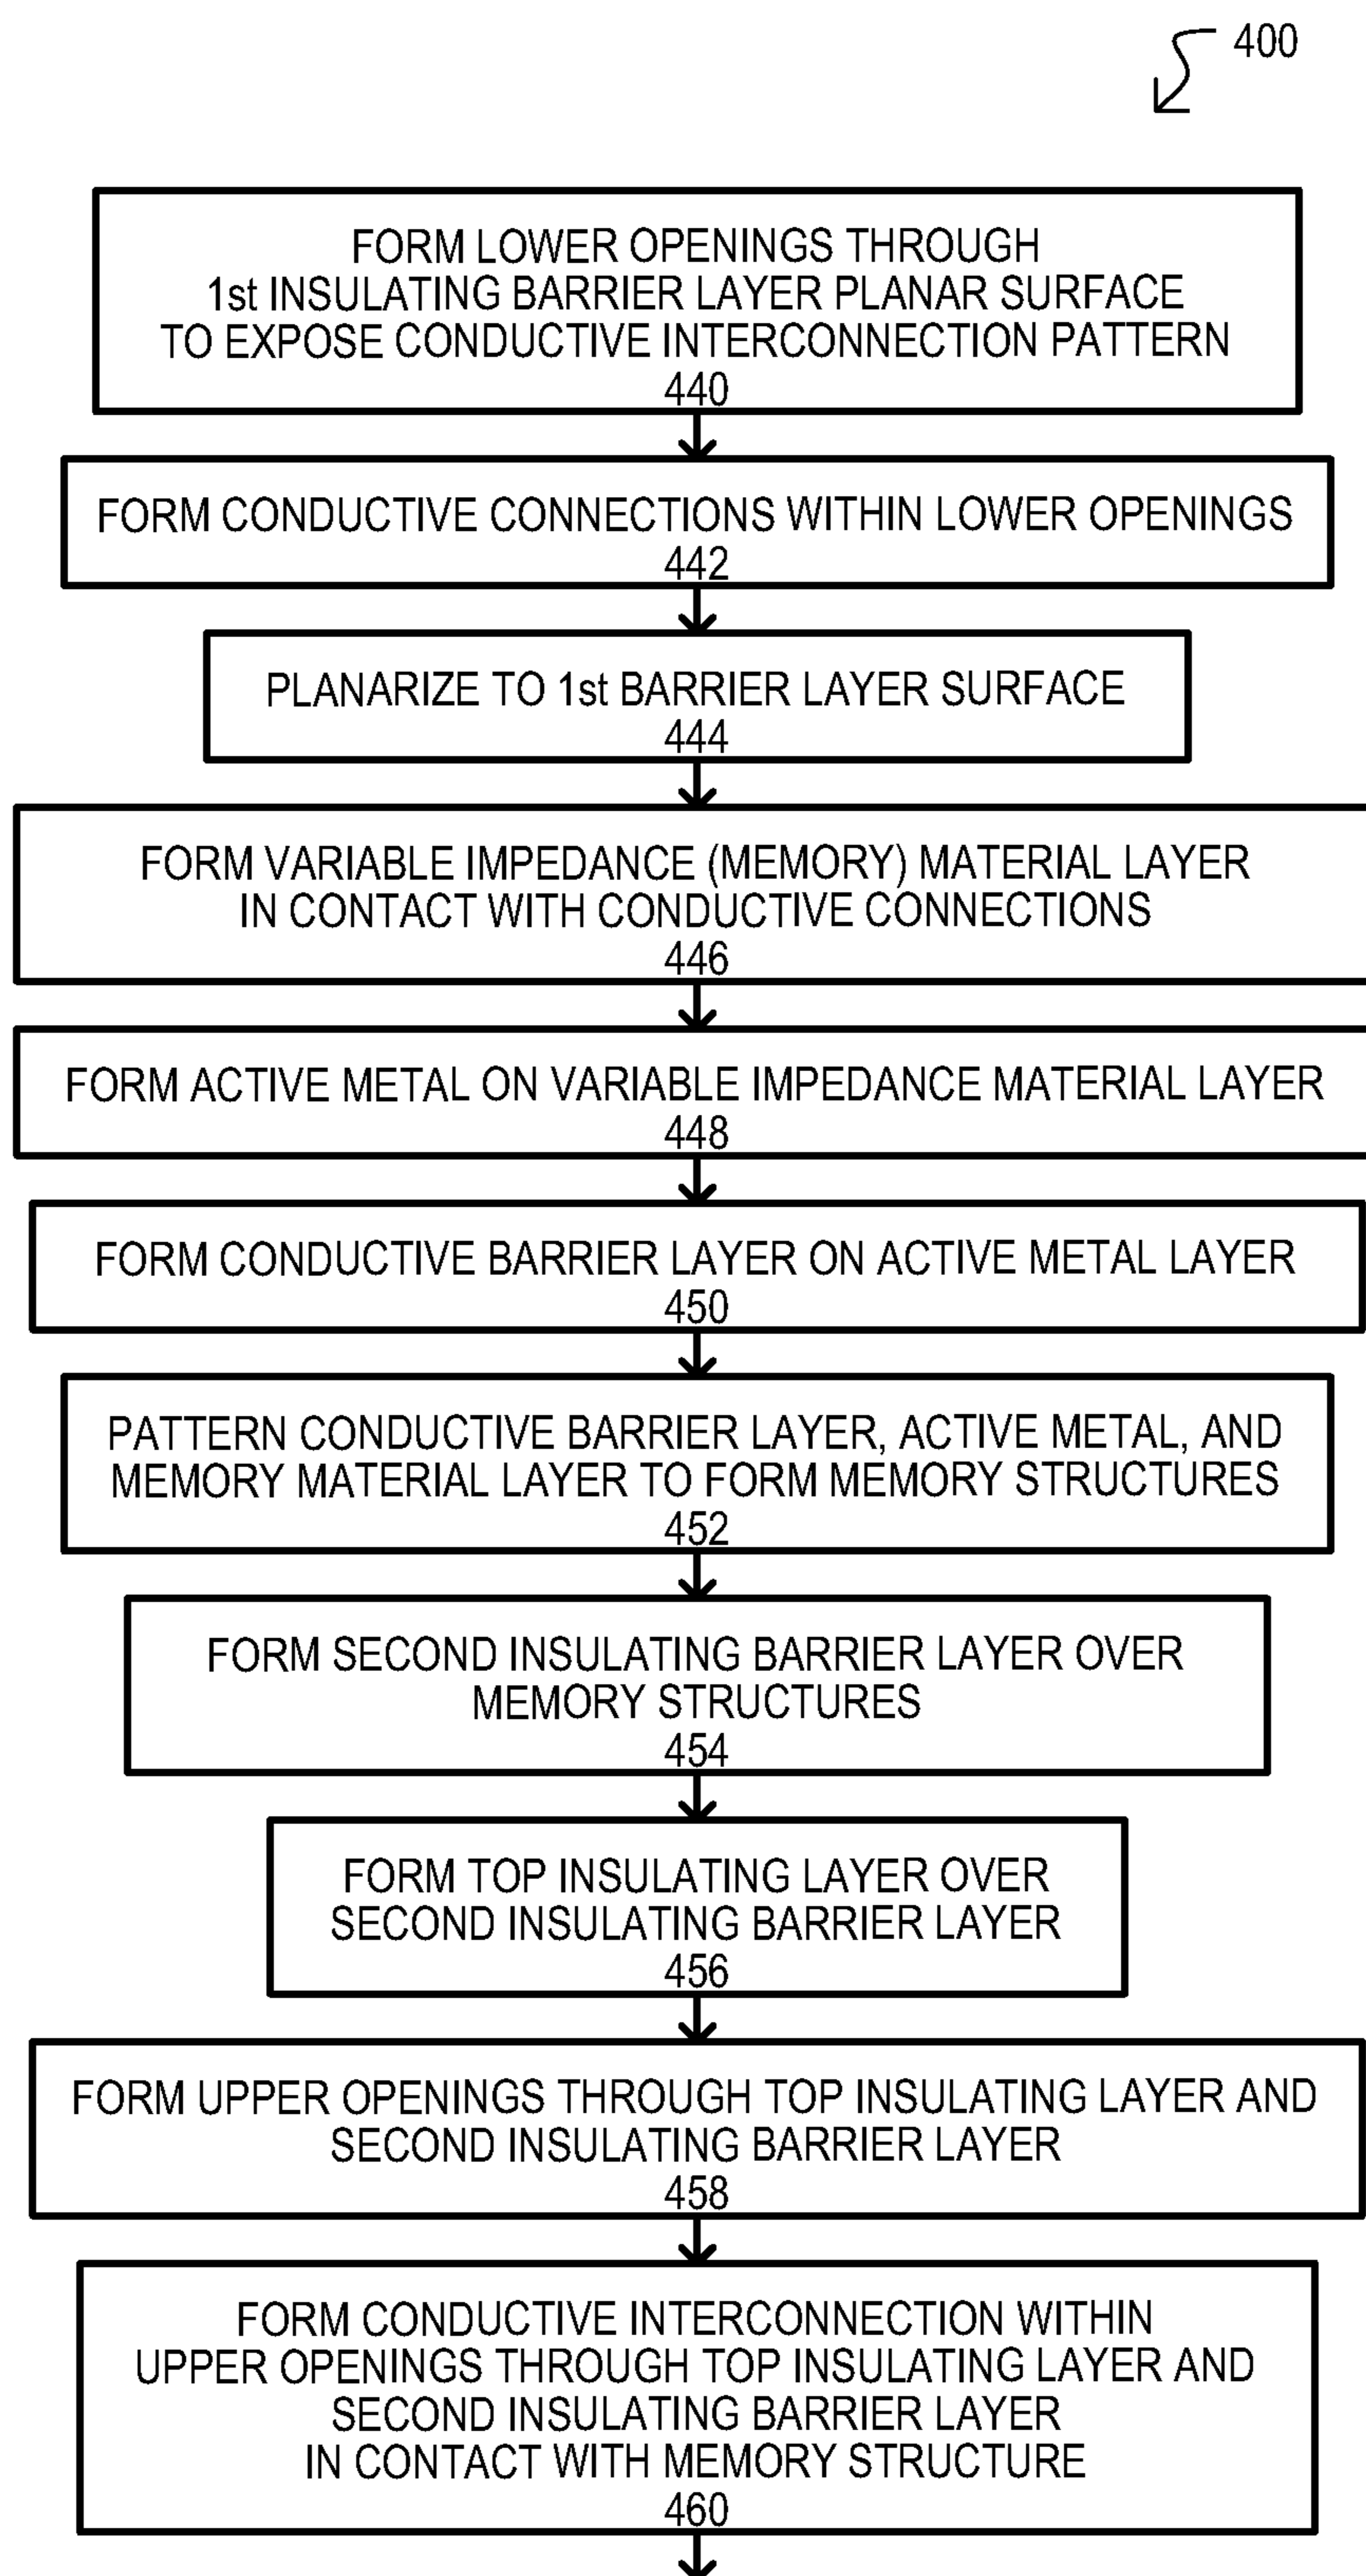 400
FORM LOWER OPENINGS THROUGH
1st INSULATING BARRIER LAYER PLANAR SURFACE
TO EXPOSE CONDUCTIVE INTERCONNECTION PATTERN
440
FORM CONDUCTIVE CONNECTIONS WITHIN LOWER OPENINGS
442
PLANARIZE TO 1st BARRIER LAYER SURFACE
444
FORM VARIABLE IMPEDANCE (MEMORY) MATERIAL LAYER
IN CONTACT WITH CONDUCTIVE CONNECTIONS
446
FORM ACTIVE METAL ON VARIABLE IMPEDANCE MATERIAL LAYER
448
FORM CONDUCTIVE BARRIER LAYER ON ACTIVE METAL LAYER
450
PATTERN CONDUCTIVE BARRIER LAYER, ACTIVE METAL, AND
MEMORY MATERIAL LAYER TO FORM MEMORY STRUCTURES
452
FORM SECOND INSULATING BARRIER LAYER OVER
MEMORY STRUCTURES
454
FORM TOP INSULATING LAYER OVER
SECOND INSULATING BARRIER LAYER
456
FORM UPPER OPENINGS THROUGH TOP INSULATING LAYER AND
SECOND INSULATING BARRIER LAYER
458
FORM CONDUCTIVE INTERCONNECTION WITHIN
UPPER OPENINGS THROUGH TOP INSULATING LAYER AND
SECOND INSULATING BARRIER LAYER
IN CONTACT WITH MEMORY STRUCTURE
460